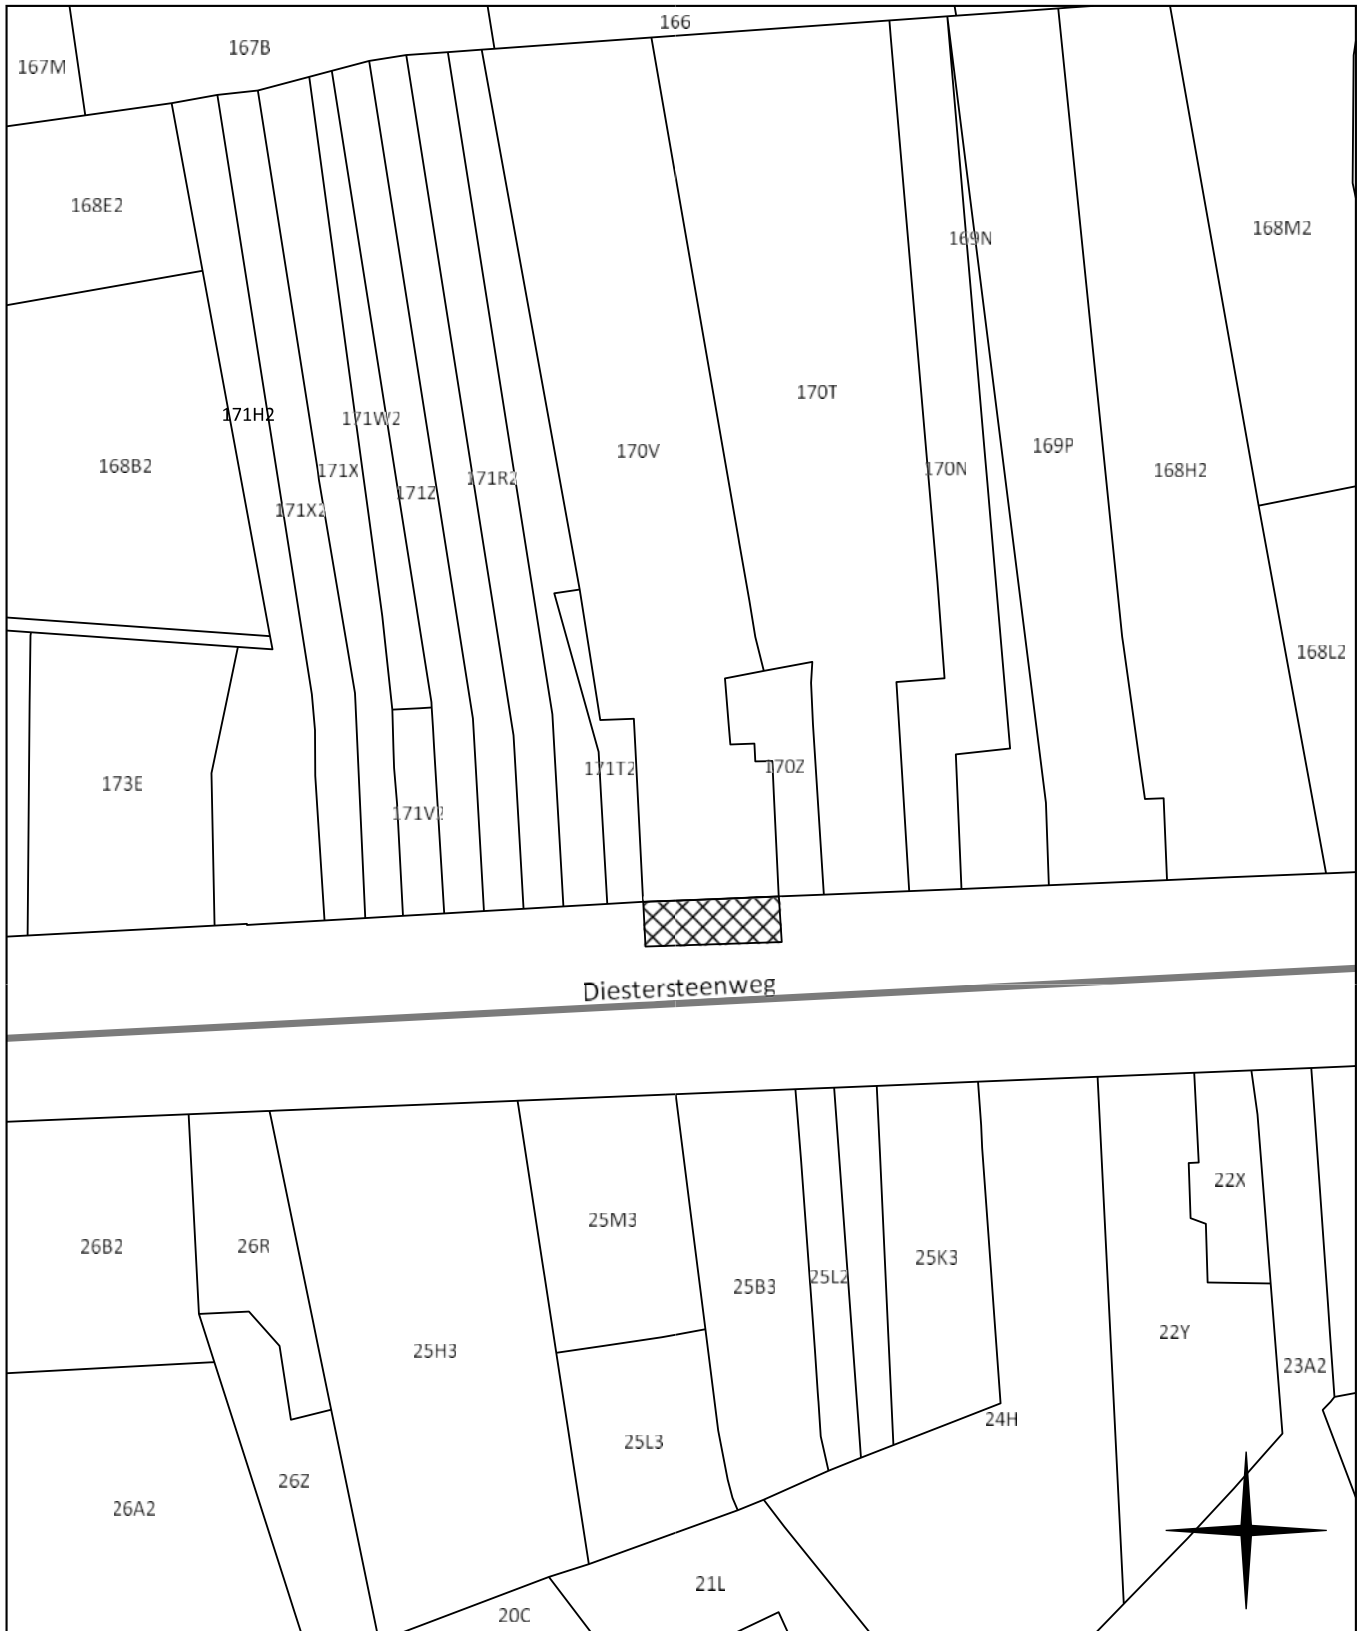 166
167B
167M
168E2
168M2
169N
170T
171H2
171W2
170V
169P
168B2
171X
170N
168H2
171R2
171Z
171X2
168L2
170Z
171T2
173E
171V2
Diestersteenweg
22X
25M3
26B2
26R
25K3
25L2
25B3
22Y
25H3
23A2
24H
25L3
26Z
26A2
21L
20C